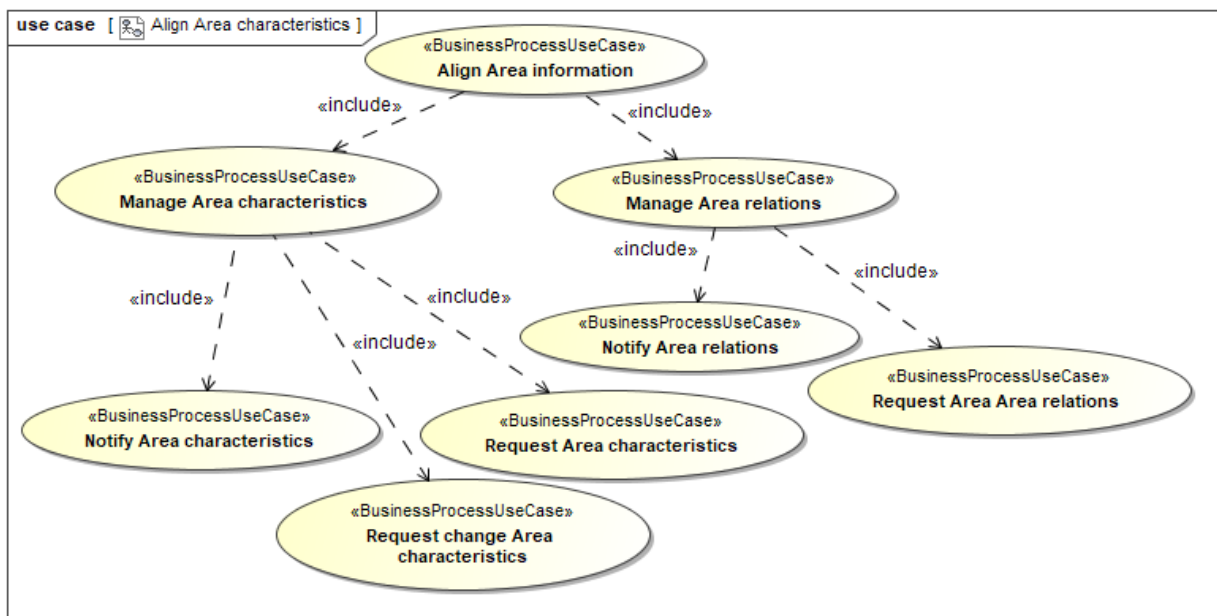 use case [ Align Area characteristics ]
«BusinessProcessUseCase»
Align Area information
«include»
«include»
«BusinessProcessUseCase»
Manage Area characteristics
«BusinessProcessUseCase»
Manage Area relations
«include»
«include»
«include»
«include»
«include»
«BusinessProcessUseCase»
Notify Area relations
«BusinessProcessUseCase»
Request Area Area relations
«BusinessProcessUseCase»
Notify Area characteristics
«BusinessProcessUseCase»
Request Area characteristics
«BusinessProcessUseCase»
Request change Area
characteristics